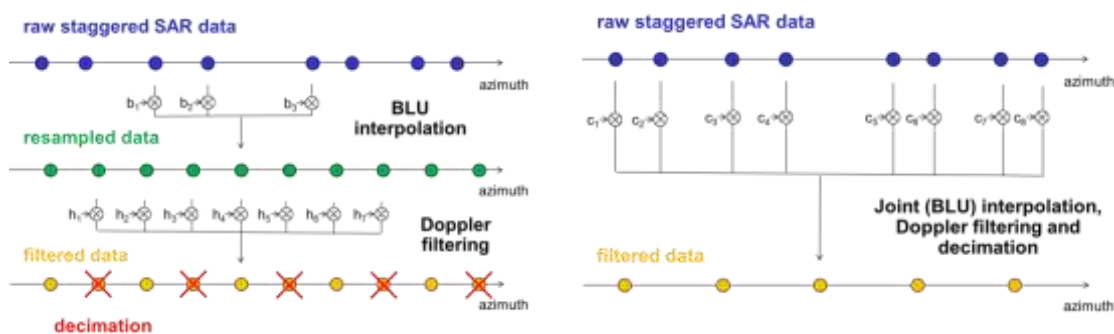 raw staggered SAR data
azimuth
b1
b2
b3
BLU
interpolation
resampled data
azimuth
h1
h2
h3
h4
h5
h6
h7
Doppler
filtering
filtered data
azimuth
decimation
raw staggered SAR data
azimuth
c1
c2
c3
c4
c5
c6
c7
c8
Joint (BLU) interpolation,
Doppler filtering and
decimation
filtered data
azimuth